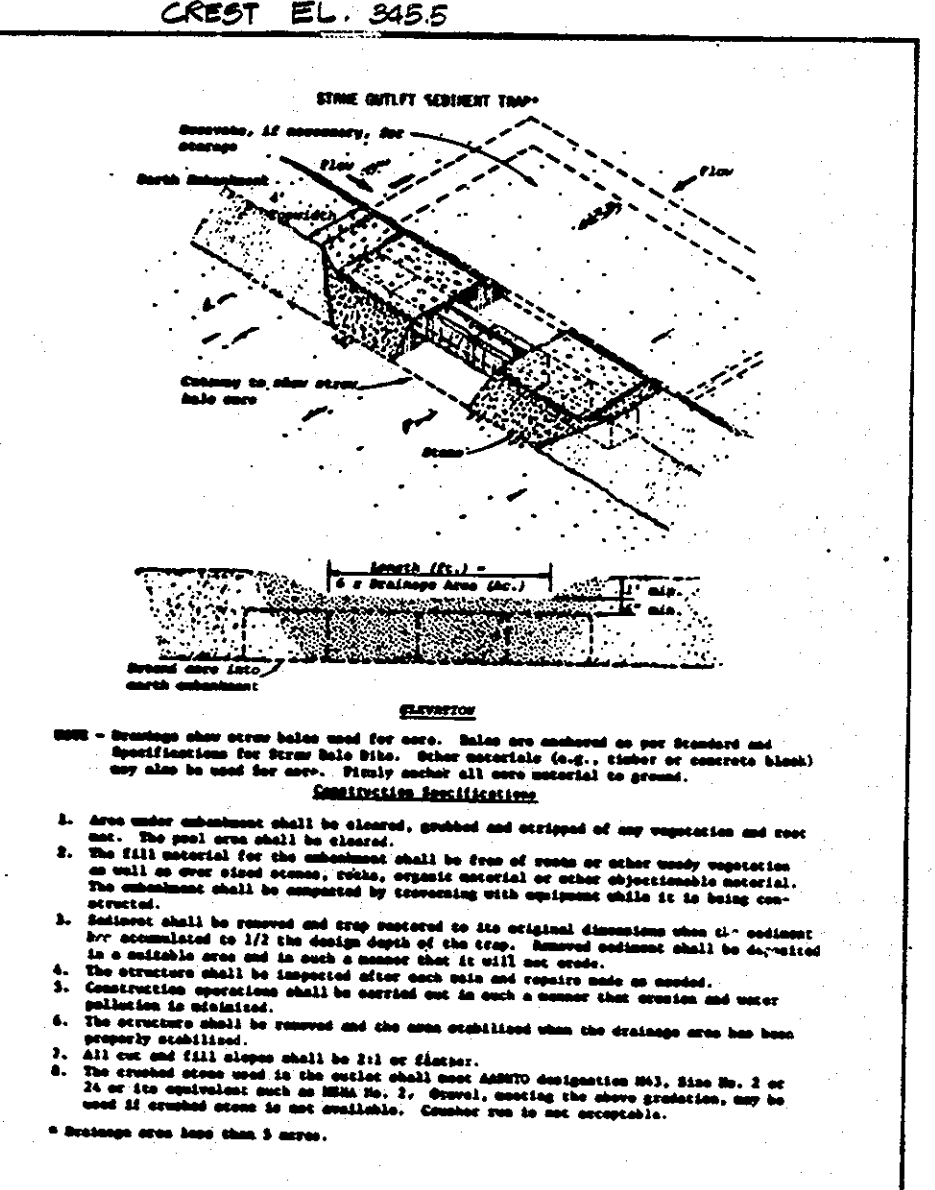 CREST EL. 345.5
STONE OUTLET SEDIMENT TRAP*
Excavate, if necessary, for
storage
Flow
Flow
Earth Embankment
4'
Topwidth
Cutaway to show straw
bale core
Stone
Length (ft.) =
6 x Drainage Area (Ac.)
1' min.
6" min.
Extend core into
earth embankment
ELEVATION
NOTE - Drawings show straw bales used for core. Bales are anchored as per Standard and
Specifications for Straw Bale Dike. Other materials (e.g., timber or concrete block)
may also be used for core. Firmly anchor all core material to ground.
Construction Specifications
1. Area under embankment shall be cleared, grubbed and stripped of any vegetation and root
mat. The pool area shall be cleared.
2. The fill material for the embankment shall be free of roots or other woody vegetation
as well as over sized stones, rocks, organic material or other objectionable material.
The embankment shall be compacted by traversing with equipment while it is being con-
structed.
3. Sediment shall be removed and trap restored to its original dimensions when the sediment
has accumulated to 1/2 the design depth of the trap. Removed sediment shall be deposited
in a suitable area and in such a manner that it will not erode.
4. The structure shall be inspected after each rain and repairs made as needed.
5. Construction operations shall be carried out in such a manner that erosion and water
pollution is minimized.
6. The structure shall be removed and the area stabilized when the drainage area has been
properly stabilized.
7. All cut and fill slopes shall be 2:1 or flatter.
8. The crushed stone used in the outlet shall meet AASHTO designation M43, Size No. 2 or
24 or its equivalent such as MSHA No. 2. Gravel, meeting the above gradation, may be
used if crushed stone is not available. Crusher run is not acceptable.
* Drainage area less than 5 acres.